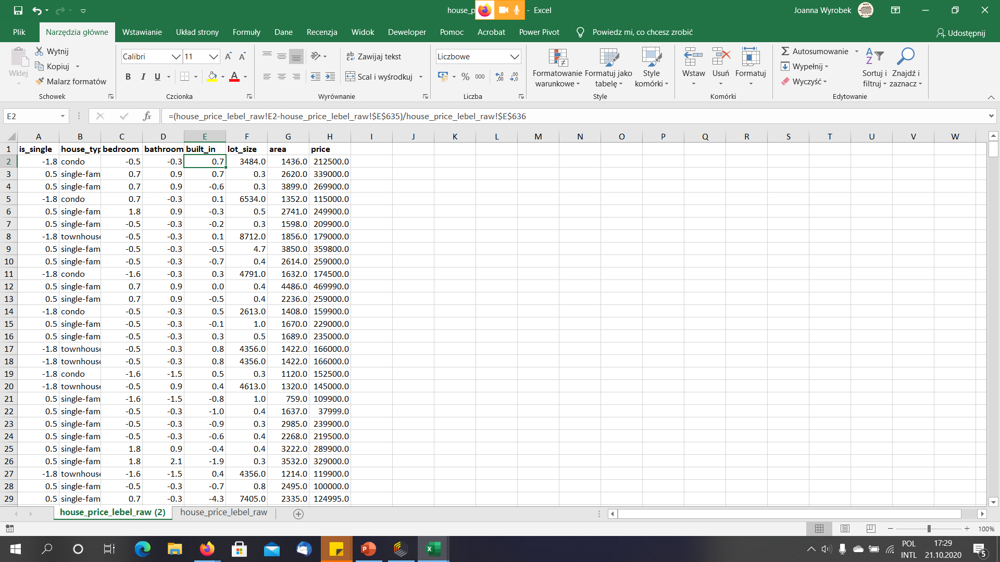 house_p - Excel
Joanna Wyrobek
Plik Narzędzia główne Wstawianie Układ strony Formuły Dane Recenzja Widok Deweloper Pomoc Acrobat Power Pivot Powiedz mi, co chcesz zrobić Udostępnij
Wklej
Wytnij
Kopiuj
Malarz formatów
Schowek
Calibri 11
B I U
Czcionka
Zawijaj tekst
Scal i wyśrodkuj
Wyrównanie
Liczbowe
% 000
Liczba
Formatowanie warunkowe
Formatuj jako tabelę
Style komórki
Style
Wstaw Usuń Formatuj
Komórki
Autosumowanie
Wypełnij
Wyczyść
Sortuj i filtruj
Znajdź i zaznacz
Edytowanie
E2 fx =(house_price_lebel_raw!E2-house_price_lebel_raw!$E$635)/house_price_lebel_raw!$E$636
A B C D E F G H I J K L M N O P Q R S T U V W
1 is_single house_typ bedroom bathroom built_in lot_size area price
2 -1.8 condo -0.5 -0.3 0.7 3484.0 1436.0 212500.0
3 0.5 single-fam 0.7 0.9 0.7 0.3 2620.0 339000.0
4 0.5 single-fam 0.7 0.9 -0.6 0.3 3899.0 269900.0
5 -1.8 condo 0.7 -0.3 0.1 6534.0 1352.0 115000.0
6 0.5 single-fam 1.8 0.9 -0.3 0.5 2741.0 249900.0
7 0.5 single-fam -0.5 -0.3 -0.2 0.3 1598.0 209900.0
8 -1.8 townhouse -0.5 -0.3 0.1 8712.0 1856.0 179000.0
9 0.5 single-fam -0.5 -0.3 -0.5 4.7 3850.0 359800.0
10 0.5 single-fam -0.5 -0.3 -0.7 0.4 2614.0 259000.0
11 -1.8 condo -1.6 -0.3 0.3 4791.0 1632.0 174500.0
12 0.5 single-fam 0.7 0.9 0.0 0.4 4486.0 469990.0
13 0.5 single-fam 0.7 0.9 -0.5 0.4 2236.0 259000.0
14 -1.8 condo -0.5 -0.3 0.5 2613.0 1408.0 159900.0
15 0.5 single-fam -0.5 -0.3 -0.1 1.0 1670.0 229000.0
16 0.5 single-fam -0.5 -0.3 0.3 0.5 1689.0 235000.0
17 -1.8 townhouse -0.5 -0.3 0.8 4356.0 1422.0 166000.0
18 -1.8 townhouse -0.5 -0.3 0.8 4356.0 1422.0 166000.0
19 -1.8 condo -1.6 -1.5 0.5 0.3 1120.0 152500.0
20 -1.8 townhouse -0.5 0.9 0.4 4613.0 1320.0 145000.0
21 0.5 single-fam -1.6 -1.5 -0.8 1.0 759.0 109900.0
22 0.5 single-fam -0.5 -0.3 -1.0 0.4 1637.0 37999.0
23 0.5 single-fam -0.5 -0.3 -0.9 0.3 2985.0 239900.0
24 0.5 single-fam -0.5 -0.3 -0.6 0.4 2268.0 219500.0
25 0.5 single-fam 1.8 0.9 -0.4 0.4 3222.0 289900.0
26 0.5 single-fam 1.8 2.1 -1.9 0.3 3532.0 329000.0
27 -1.8 townhouse -1.6 -1.5 0.4 4356.0 1214.0 119900.0
28 0.5 single-fam -0.5 -0.3 -0.7 0.8 2495.0 100000.0
29 0.5 single-fam 0.7 -0.3 -4.3 7405.0 2335.0 124995.0
house_price_lebel_raw (2) house_price_lebel_raw
100%
POL
INTL
17:29
21.10.2020
5